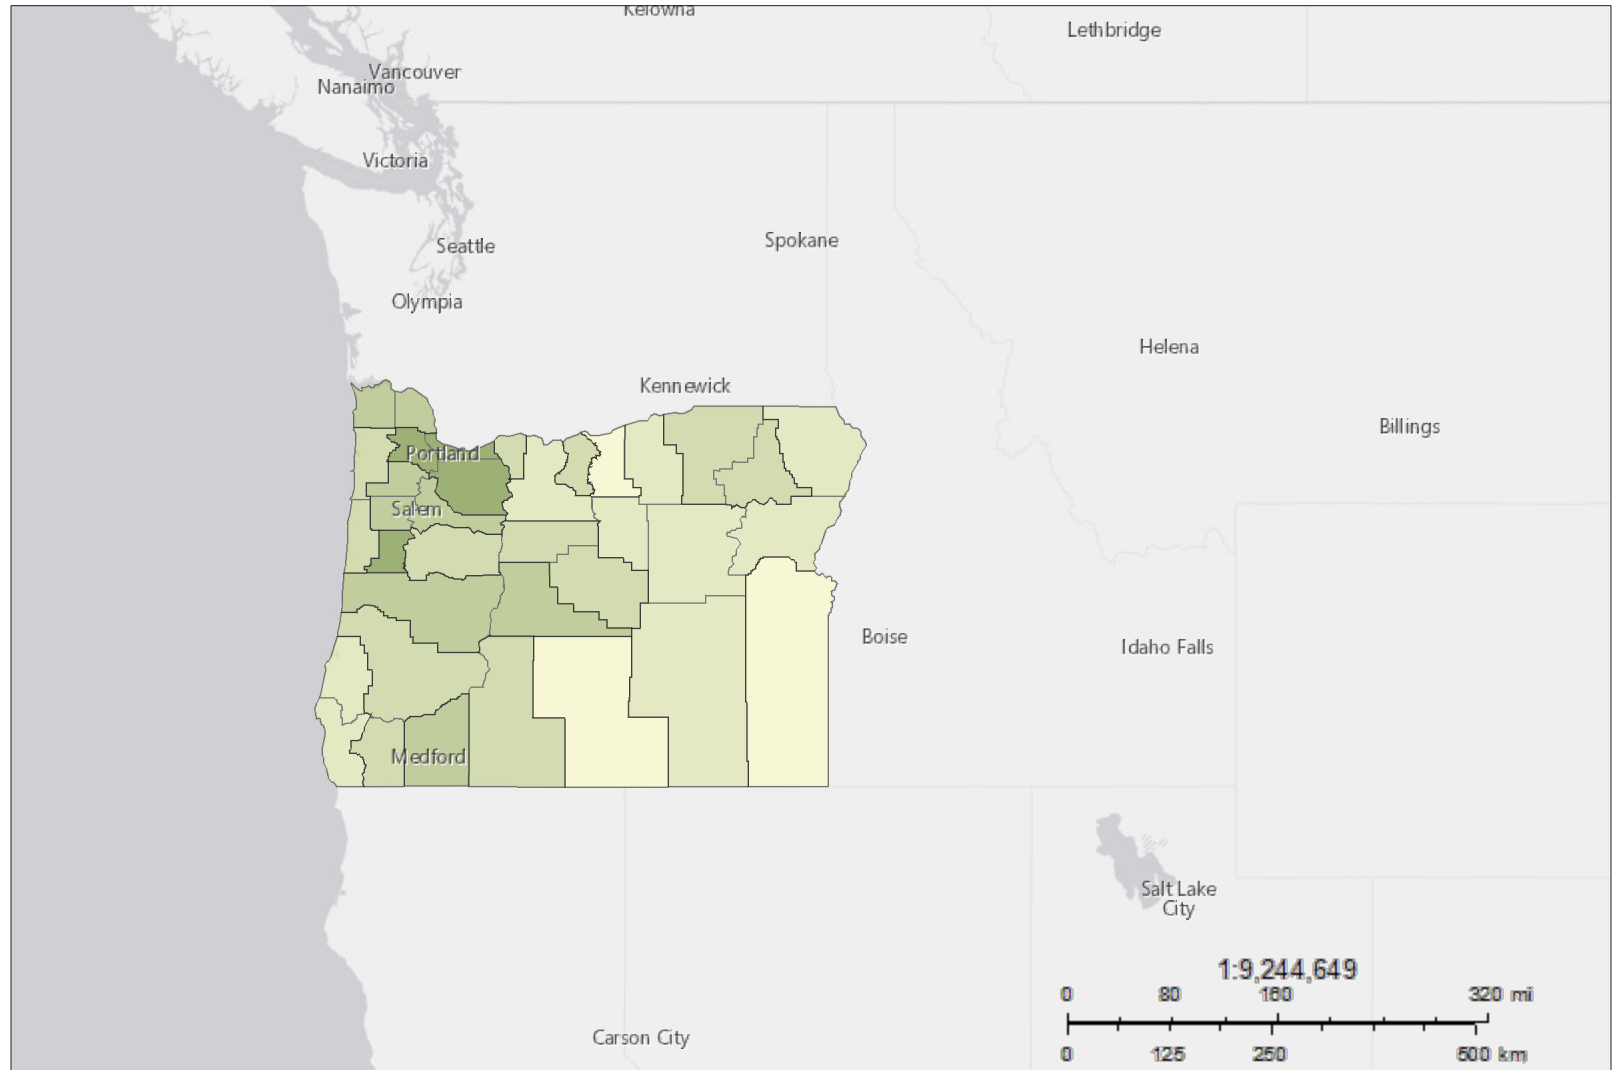 Kelowna
Lethbridge
Vancouver
Nanaimo
Victoria
Spokane
Seattle
Olympia
Helena
Kennewick
Billings
Portland
Salem
Boise
Idaho Falls
Medford
Salt Lake
City
1:9,244,649
0 80 160 320 mi
0 125 250 500 km
Carson City